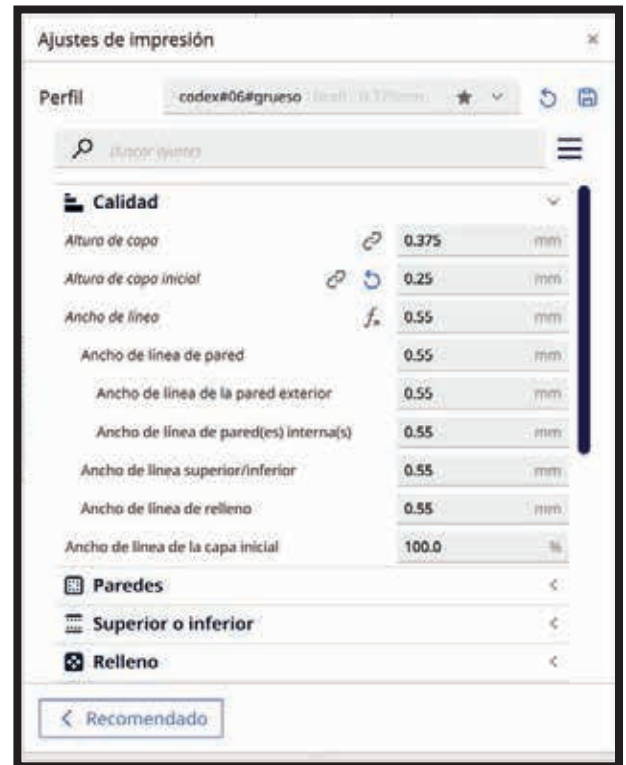 Ajustes de impresión ×
Perfil codex#06#grueso
Calidad
Altura de capa 0.375 mm
Altura de capa inicial 0.25 mm
Ancho de línea 0.55 mm
Ancho de línea de pared 0.55 mm
Ancho de línea de la pared exterior 0.55 mm
Ancho de línea de pared(es) interna(s) 0.55 mm
Ancho de línea superior/inferior 0.55 mm
Ancho de línea de relleno 0.55 mm
Ancho de línea de la capa inicial 100.0 %
Paredes
Superior o inferior
Relleno
Recomendado